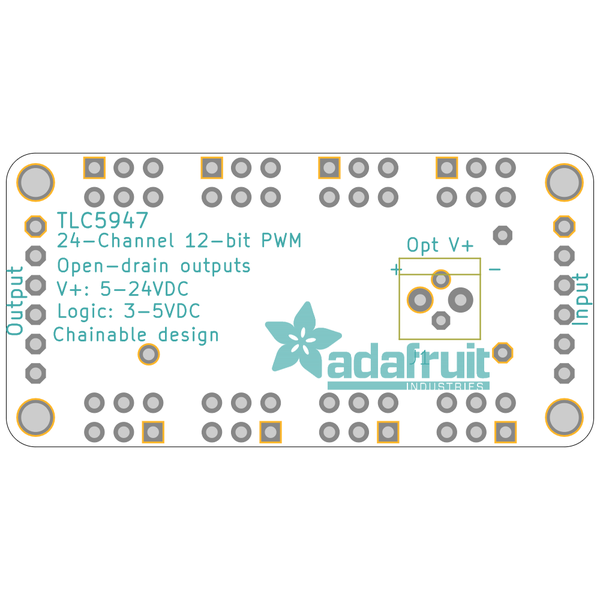 TLC5947
24-Channel 12-bit PWM
Opt V+
Open-drain outputs
+ -
V+: 5-24VDC
Logic: 3-5VDC
Chainable design
Output
Input
J1
adafruit
INDUSTRIES